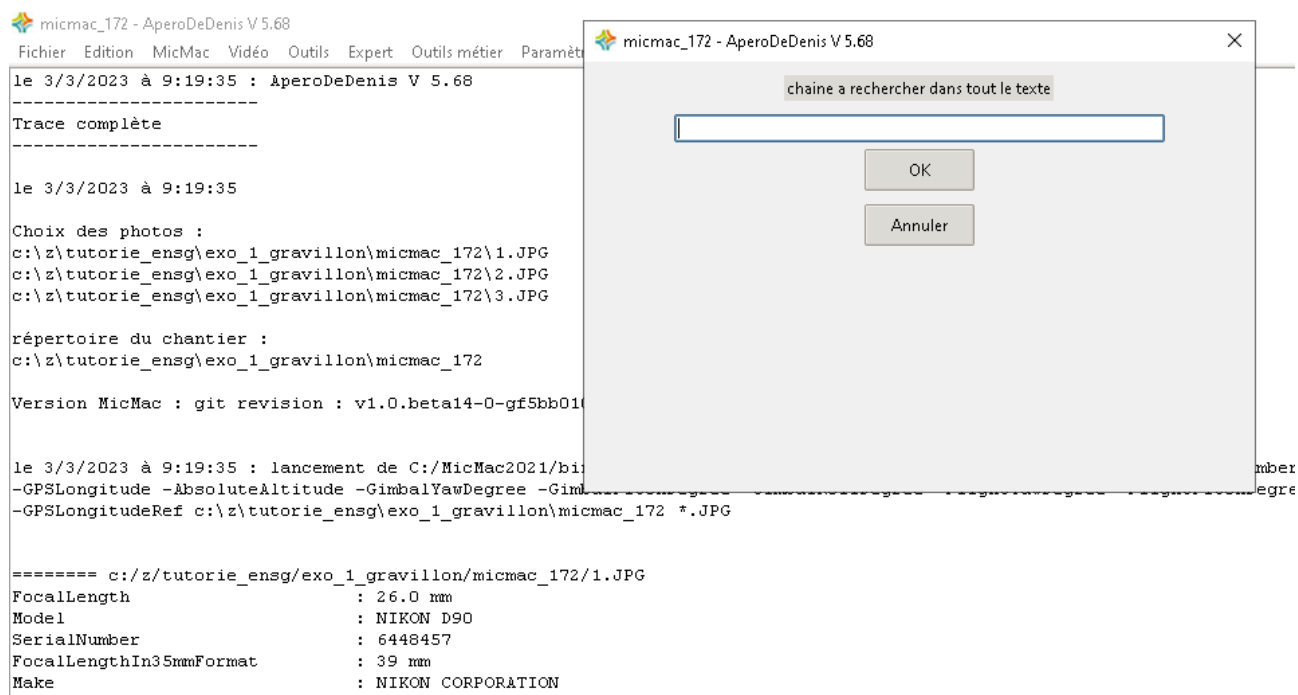 micmac_172 - AperoDeDenis V 5.68
Fichier Edition MicMac Vidéo Outils Expert Outils métier Paramètr
le 3/3/2023 à 9:19:35 : AperoDeDenis V 5.68
-----------------------
Trace complète
-----------------------
le 3/3/2023 à 9:19:35
Choix des photos :
c:\z\tutorie_ensg\exo_1_gravillon\micmac_172\1.JPG
c:\z\tutorie_ensg\exo_1_gravillon\micmac_172\2.JPG
c:\z\tutorie_ensg\exo_1_gravillon\micmac_172\3.JPG
répertoire du chantier :
c:\z\tutorie_ensg\exo_1_gravillon\micmac_172
Version MicMac : git revision : v1.0.beta14-0-gf5bb01
le 3/3/2023 à 9:19:35 : lancement de C:/MicMac2021/bi
mber
-GPSLongitude -AbsoluteAltitude -GimbalYawDegree
egre
-GPSLongitudeRef c:\z\tutorie_ensg\exo_1_gravillon\micmac_172 *.JPG
======== c:/z/tutorie_ensg/exo_1_gravillon/micmac_172/1.JPG
FocalLength : 26.0 mm
Model : NIKON D90
SerialNumber : 6448457
FocalLengthIn35mmFormat : 39 mm
Make : NIKON CORPORATION
micmac_172 - AperoDeDenis V 5.68
chaine a rechercher dans tout le texte
OK
Annuler